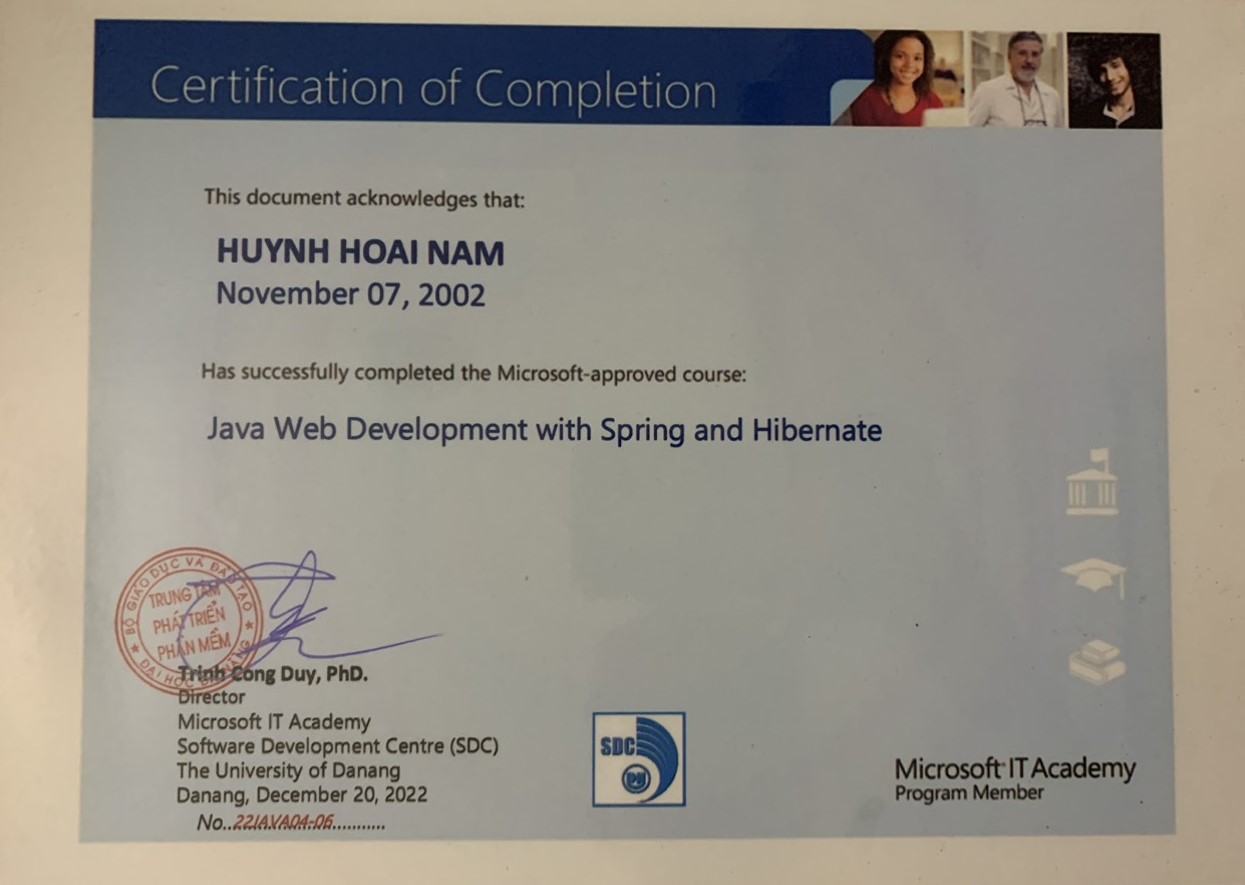 Certification of Completion
This document acknowledges that:
HUYNH HOAI NAM
November 07, 2002
Has successfully completed the Microsoft-approved course:
Java Web Development with Spring and Hibernate
BỘ GIÁO DỤC VÀ ĐÀO TẠO
TRUNG TÂM
PHÁT TRIỂN
PHẦN MỀM
ĐẠI HỌC ĐÀ NẴNG
Trinh Cong Duy, PhD.
Director
Microsoft IT Academy
Software Development Centre (SDC)
The University of Danang
Danang, December 20, 2022
No..22JAVA04-06...........
SDC
Microsoft IT Academy
Program Member